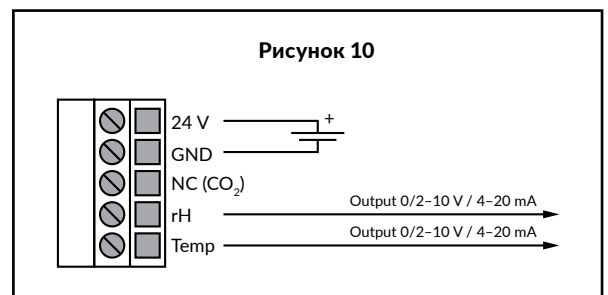 Рисунок 10
24 V
+
GND
NC (CO₂)
rH
Output 0/2–10 V / 4–20 mA
Temp
Output 0/2–10 V / 4–20 mA